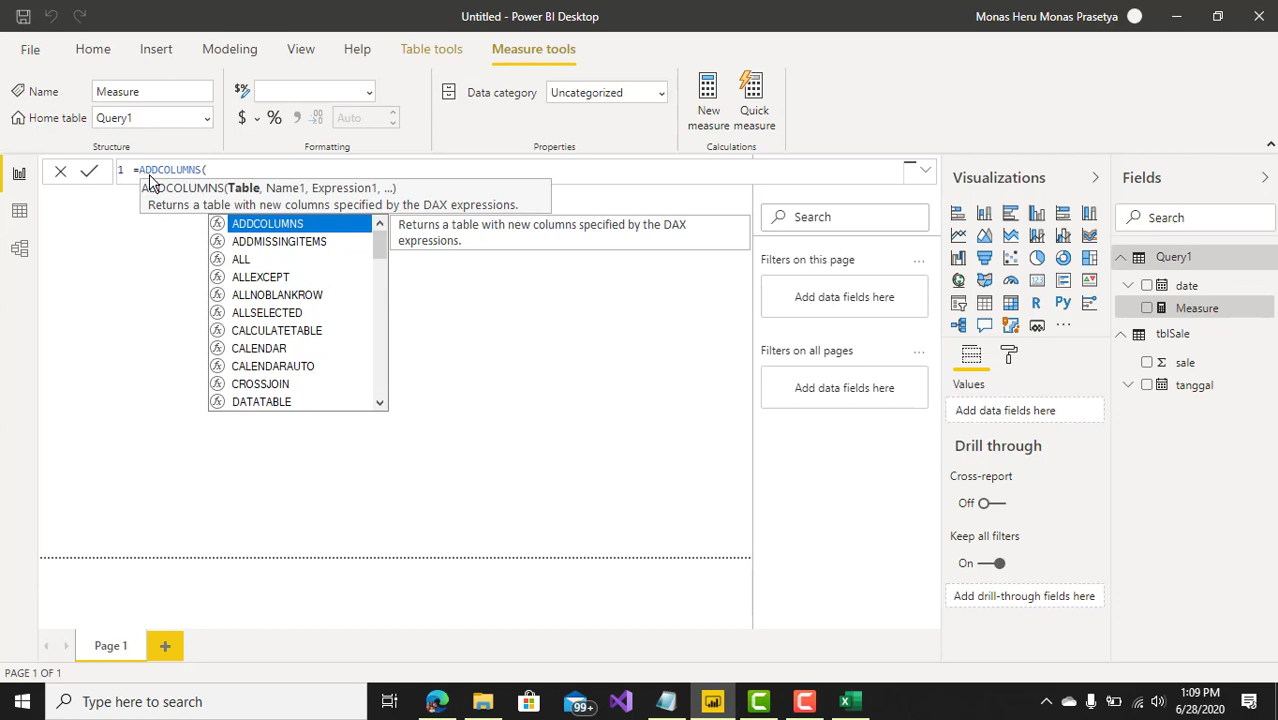 Untitled - Power BI Desktop
Monas Heru Monas Prasetya
File Home Insert Modeling View Help Table tools Measure tools
Name Measure
Home table Query1
Structure
$ % Auto
Formatting
Data category Uncategorized
Properties
New measure
Quick measure
Calculations
1 =ADDCOLUMNS(
ADDCOLUMNS(Table, Name1, Expression1, ...)
Returns a table with new columns specified by the DAX expressions.
ADDCOLUMNS
ADDMISSINGITEMS
ALL
ALLEXCEPT
ALLNOBLANKROW
ALLSELECTED
CALCULATETABLE
CALENDAR
CALENDARAUTO
CROSSJOIN
DATATABLE
Returns a table with new columns specified by the DAX
expressions.
Search
Filters on this page ...
Add data fields here
Filters on all pages ...
Add data fields here
Visualizations
R Py
...
Values
Add data fields here
Drill through
Cross-report
Off
Keep all filters
On
Add drill-through fields here
Fields
Search
Query1
date
Measure
tblSale
Σ sale
tanggal
Page 1 +
PAGE 1 OF 1
Type here to search
99+
1:09 PM
6/28/2020